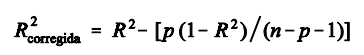 R²corregida = R² - [p (1 - R²) / (n - p - 1)]